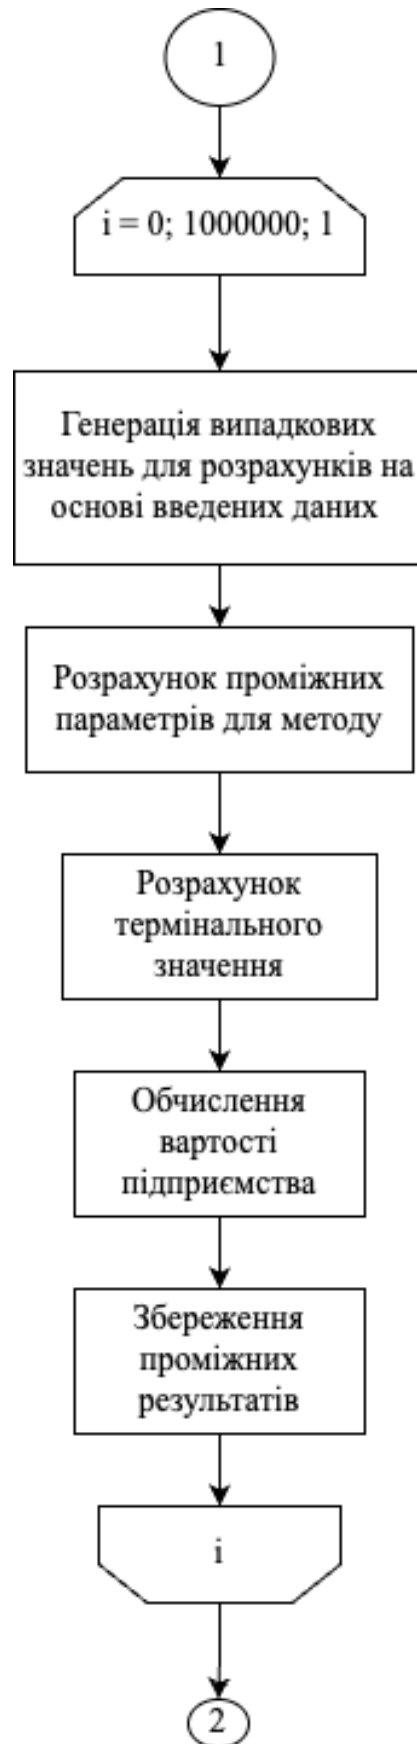 1
i = 0; 1000000; 1
Генерація випадкових
значень для розрахунків на
основі введених даних
Розрахунок проміжних
параметрів для методу
Розрахунок
термінального
значення
Обчислення
вартості
підприємства
Збереження
проміжних
результатів
i
2